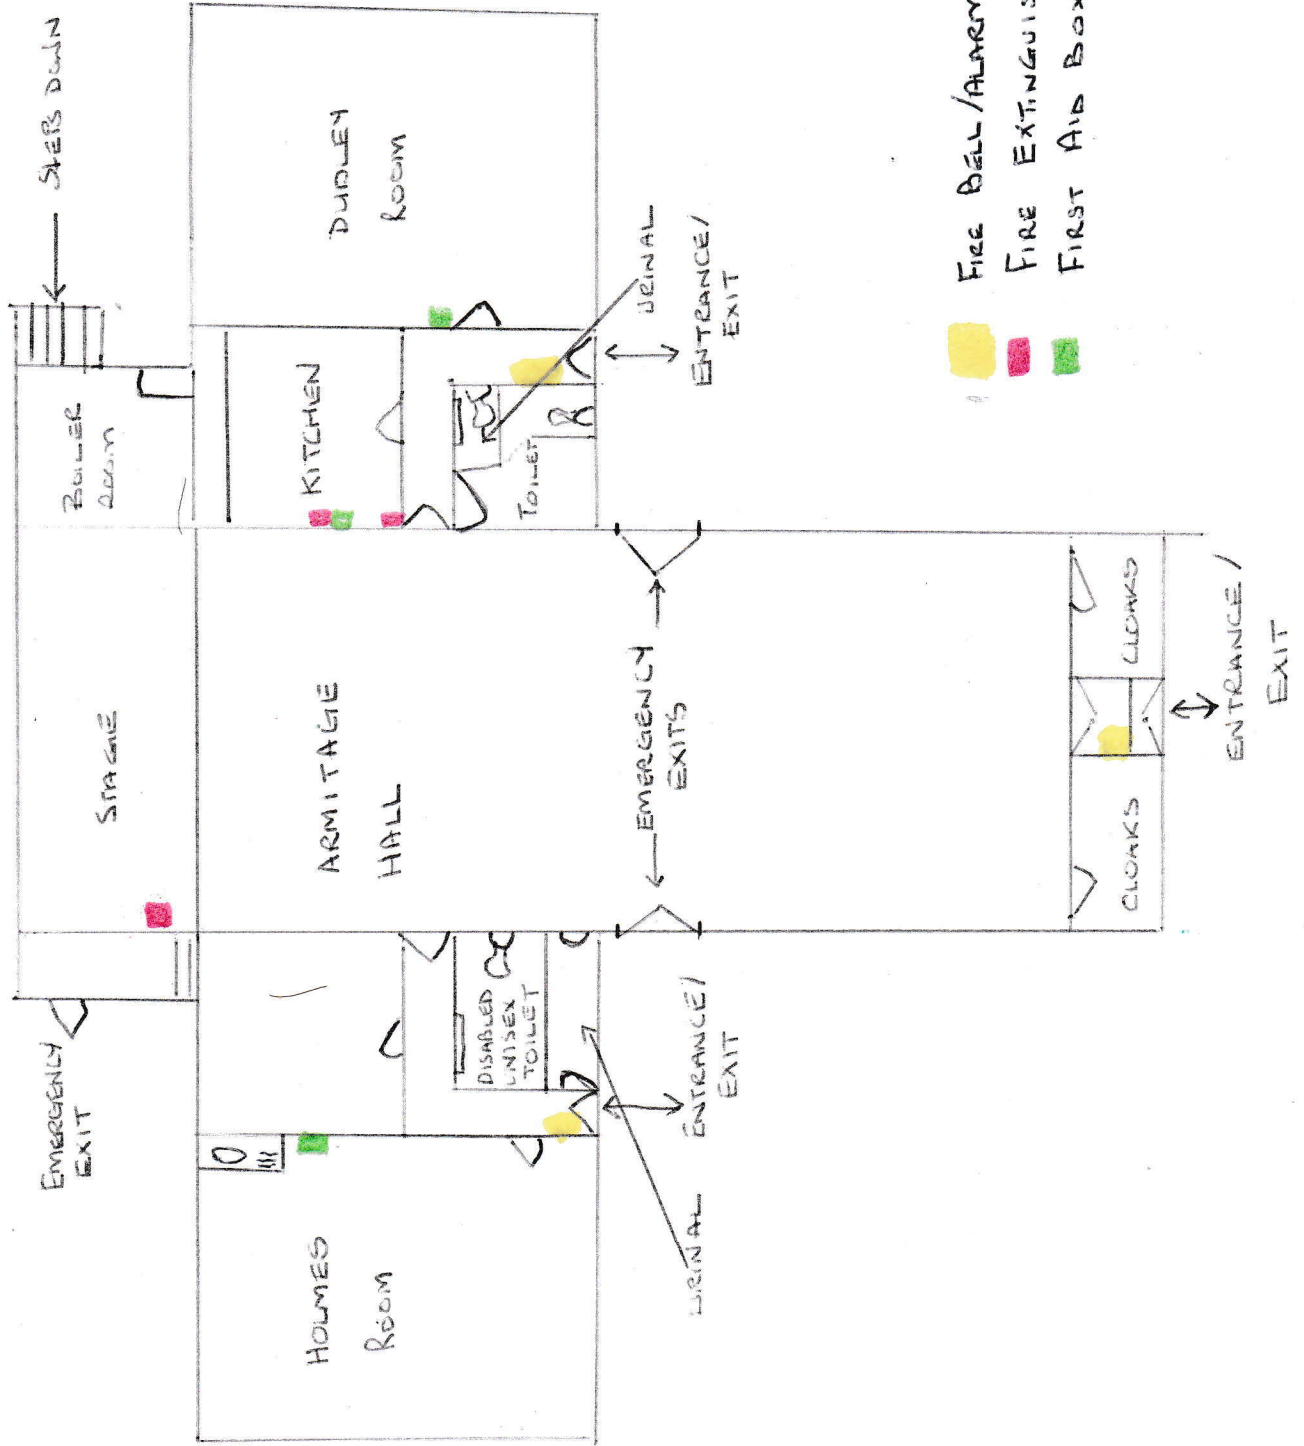 STEPS DOWN
BOILER
ROOM
DUDLEY
ROOM
KITCHEN
STAGE
ARMITAGE
HALL
TOILET
URINAL
ENTRANCE/
EXIT
EMERGENCY
EXITS
EMERGENCY
EXIT
DISABLED
UNISEX
TOILET
HOLMES
ROOM
ENTRANCE/
EXIT
URINAL
CLOAKS
CLOAKS
ENTRANCE/
EXIT
FIRE BELL/ALARM
FIRE EXTINGUIS
FIRST AID BOX